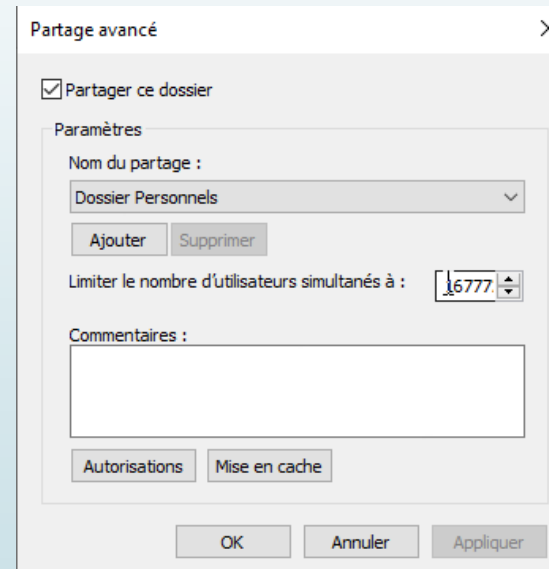 Partage avancé
Partager ce dossier
Paramètres
Nom du partage :
Dossier Personnels
Ajouter Supprimer
Limiter le nombre d'utilisateurs simultanés à :
Commentaires :
Autorisations Mise en cache
OK Annuler Appliquer